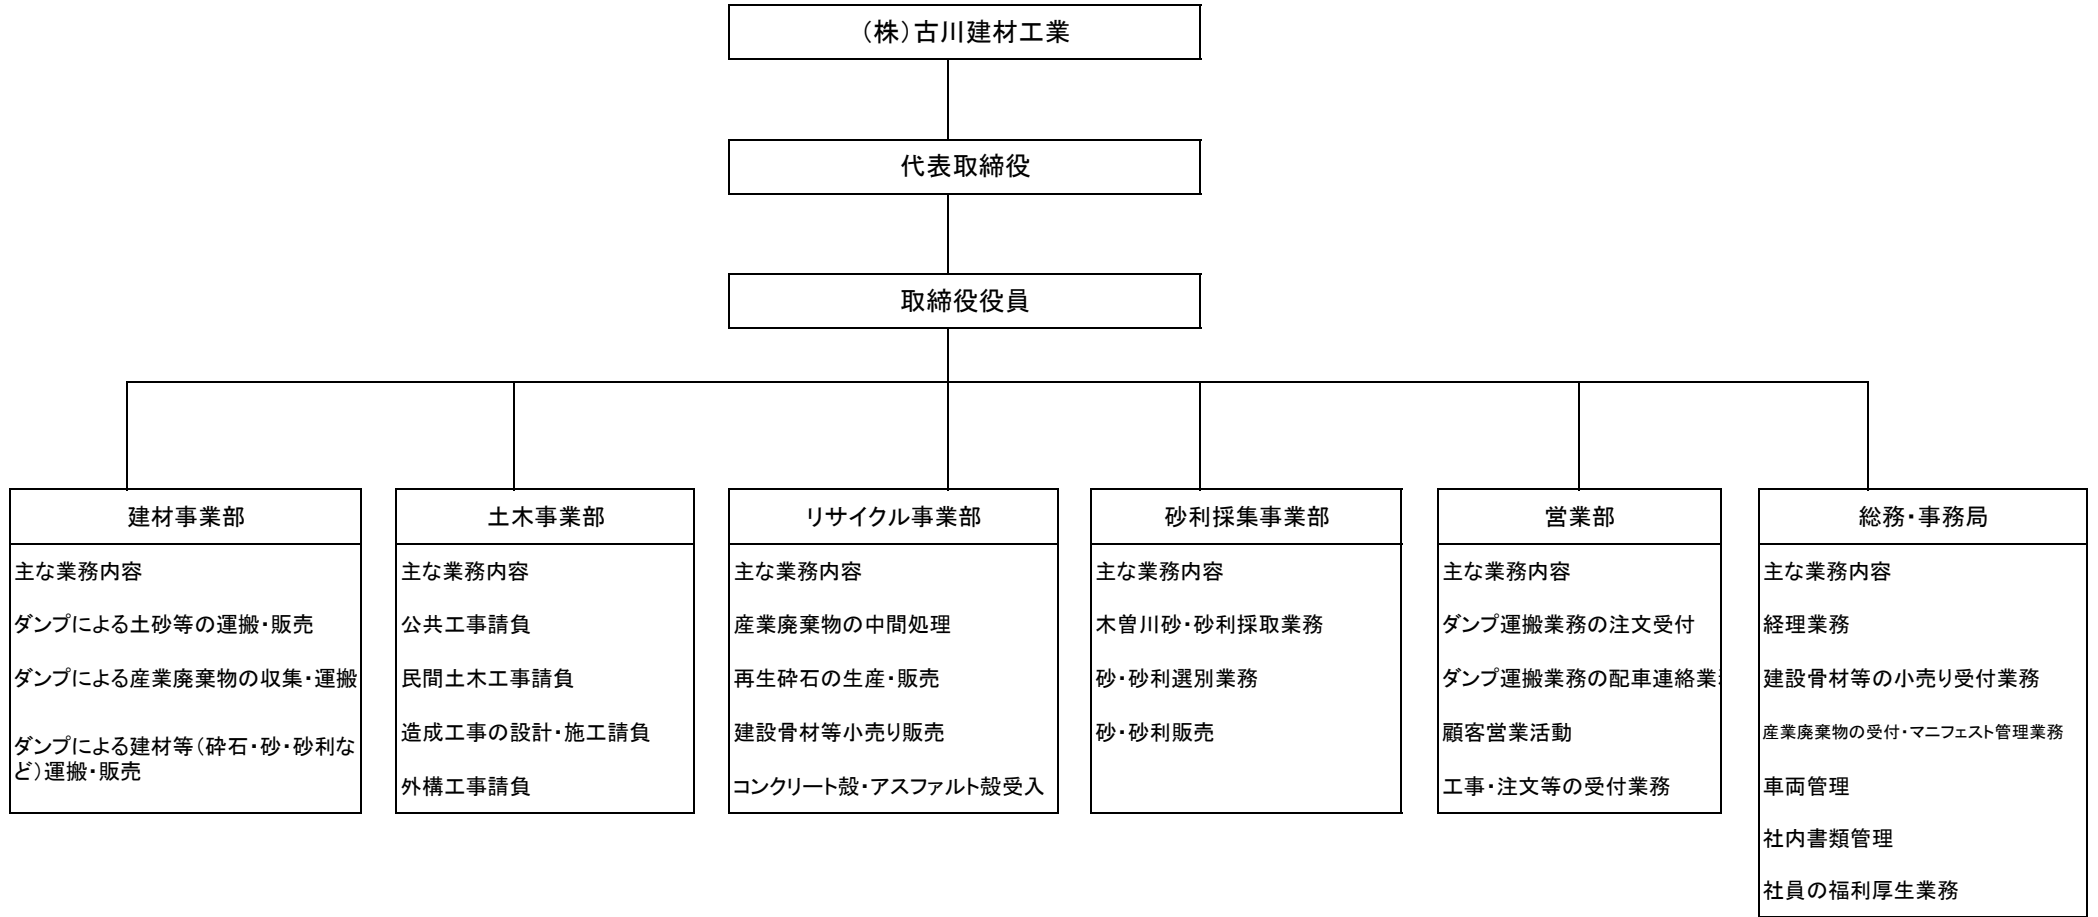 （株）古川建材工業
代表取締役
取締役役員
建材事業部
主な業務内容
ダンプによる土砂等の運搬・販売
ダンプによる産業廃棄物の収集・運搬
ダンプによる建材等（砕石・砂・砂利な
ど）運搬・販売
土木事業部
主な業務内容
公共工事請負
民間土木工事請負
造成工事の設計・施工請負
外構工事請負
リサイクル事業部
主な業務内容
産業廃棄物の中間処理
再生砕石の生産・販売
建設骨材等小売り販売
コンクリート殻・アスファルト殻受入
砂利採集事業部
主な業務内容
木曽川砂・砂利採取業務
砂・砂利選別業務
砂・砂利販売
営業部
主な業務内容
ダンプ運搬業務の注文受付
ダンプ運搬業務の配車連絡業
顧客営業活動
工事・注文等の受付業務
総務・事務局
主な業務内容
経理業務
建設骨材等の小売り受付業務
産業廃棄物の受付・マニフェスト管理業務
車両管理
社内書類管理
社員の福利厚生業務